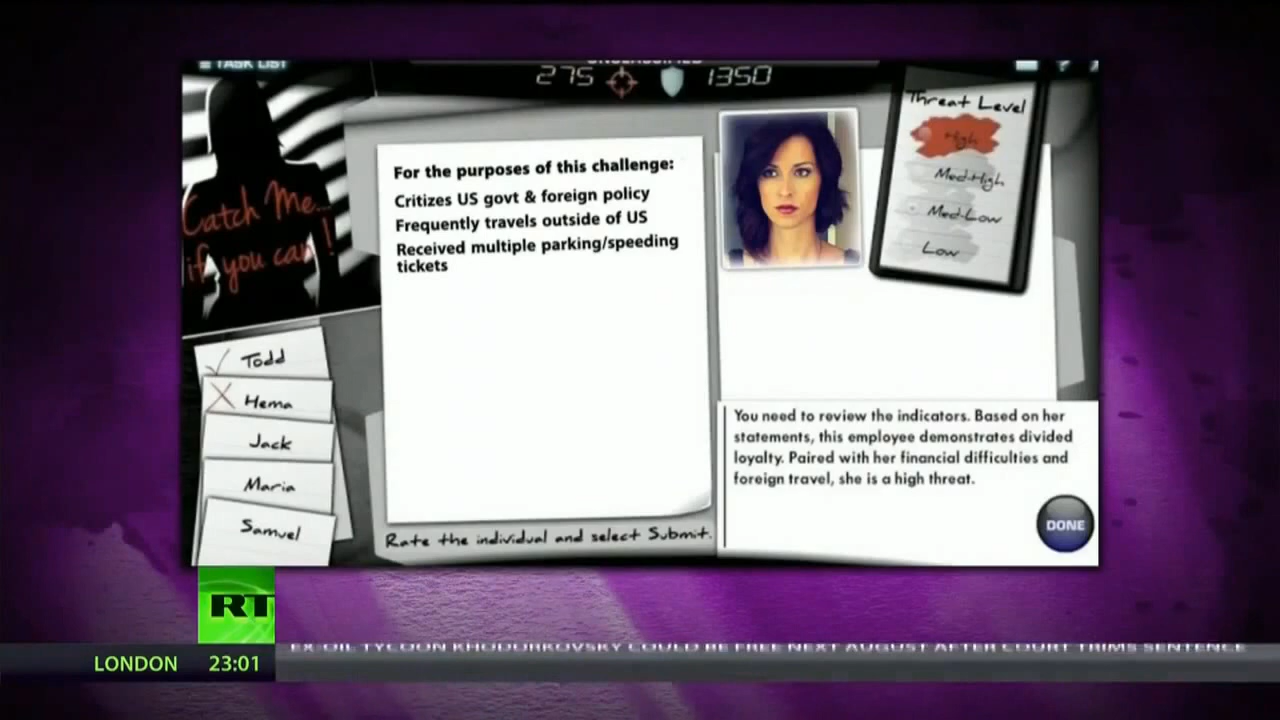 TASK LIST
UNCLASSIFIED
275
1350
Catch Me...
if you can!
Todd
Hema
Jack
Maria
Samuel
For the purposes of this challenge:
Critizes US govt & foreign policy
Frequently travels outside of US
Received multiple parking/speeding
tickets
Rate the individual and select Submit.
Threat Level
High
Med-High
Med-Low
Low
You need to review the indicators. Based on her
statements, this employee demonstrates divided
loyalty. Paired with her financial difficulties and
foreign travel, she is a high threat.
DONE
RT
LONDON 23:01
EX OIL TYCOON KHODORKOVSKY COULD BE FREE NEXT AUGUST AFTER COURT TRIMS SENTENCE